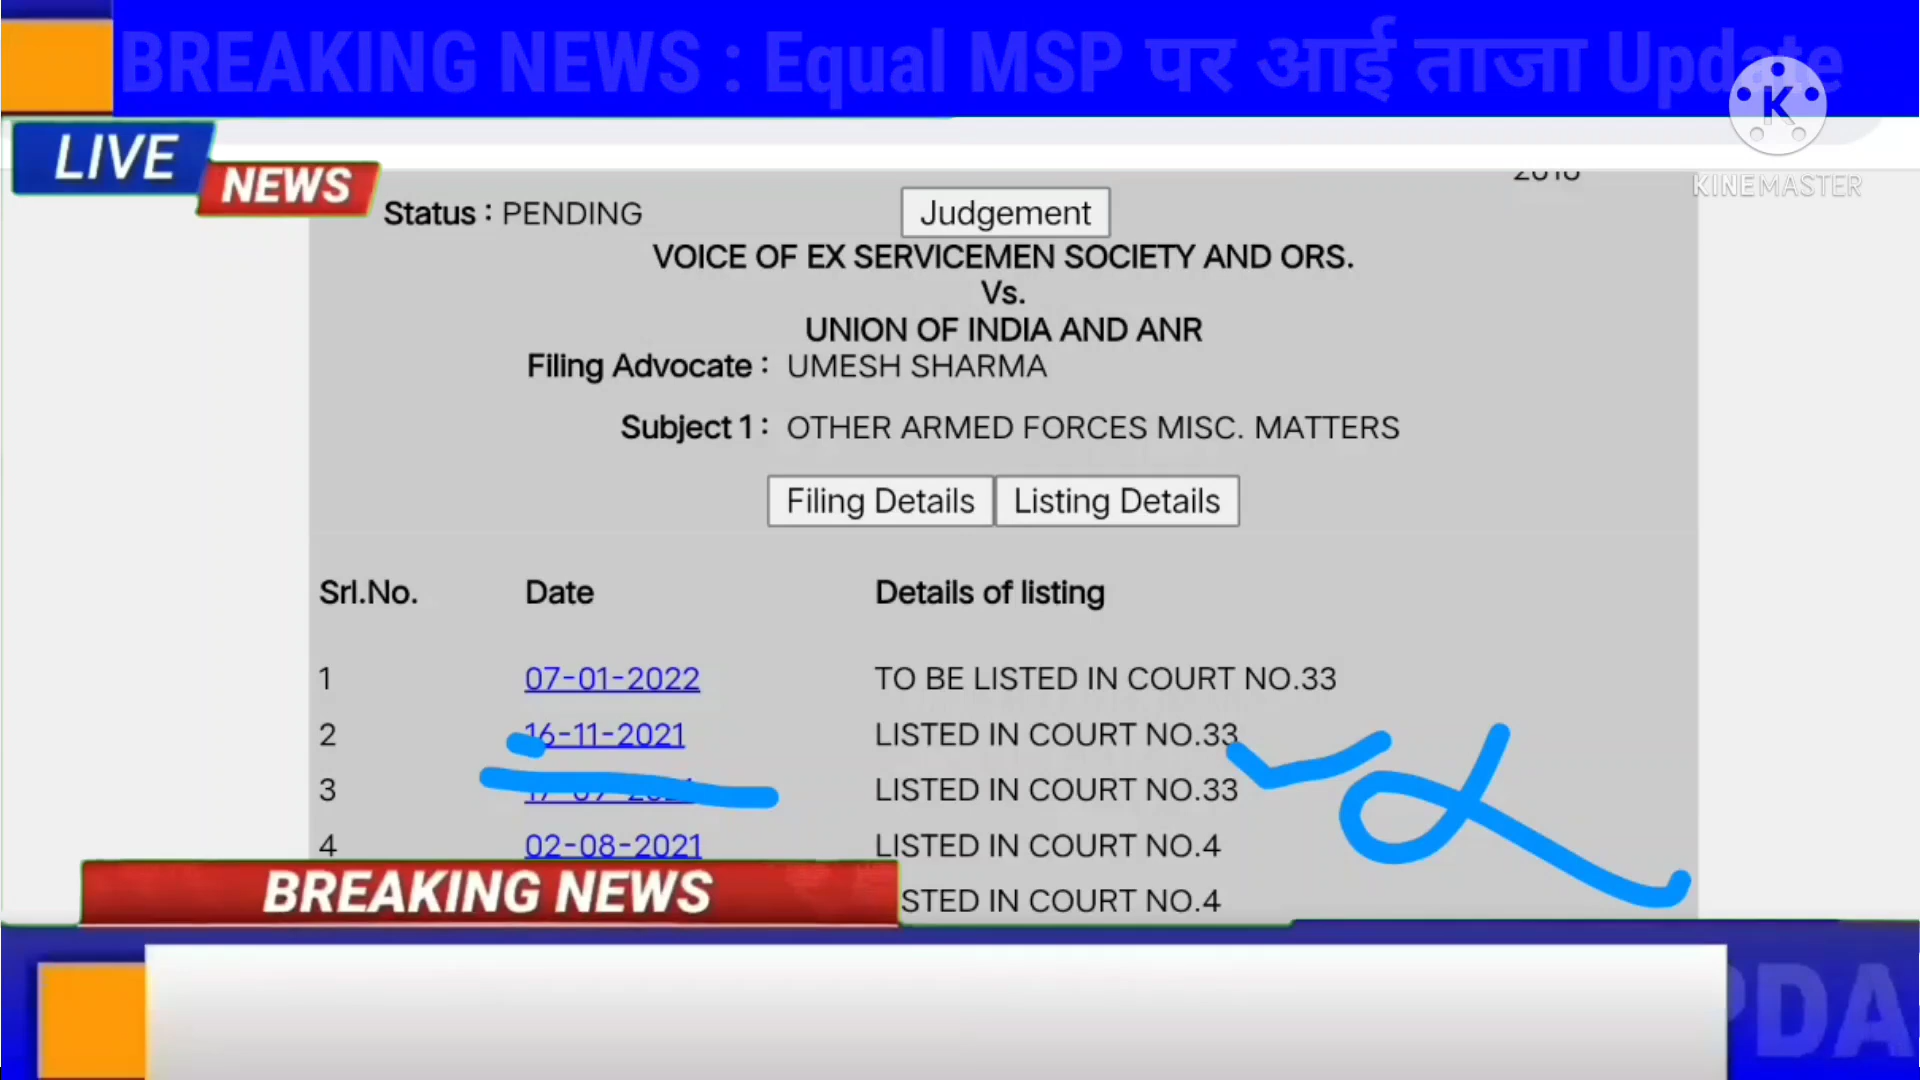 BREAKING NEWS : Equal MSP पर आई ताजा Update
K
KINEMASTER
LIVE
NEWS
Status : PENDING
Judgement
VOICE OF EX SERVICEMEN SOCIETY AND ORS.
Vs.
UNION OF INDIA AND ANR
Filing Advocate : UMESH SHARMA
Subject 1 : OTHER ARMED FORCES MISC. MATTERS
Filing Details Listing Details
Srl.No. Date Details of listing
1 07-01-2022 TO BE LISTED IN COURT NO.33
2 16-11-2021 LISTED IN COURT NO.33
3 LISTED IN COURT NO.33
4 02-08-2021 LISTED IN COURT NO.4
STED IN COURT NO.4
BREAKING NEWS
PDA